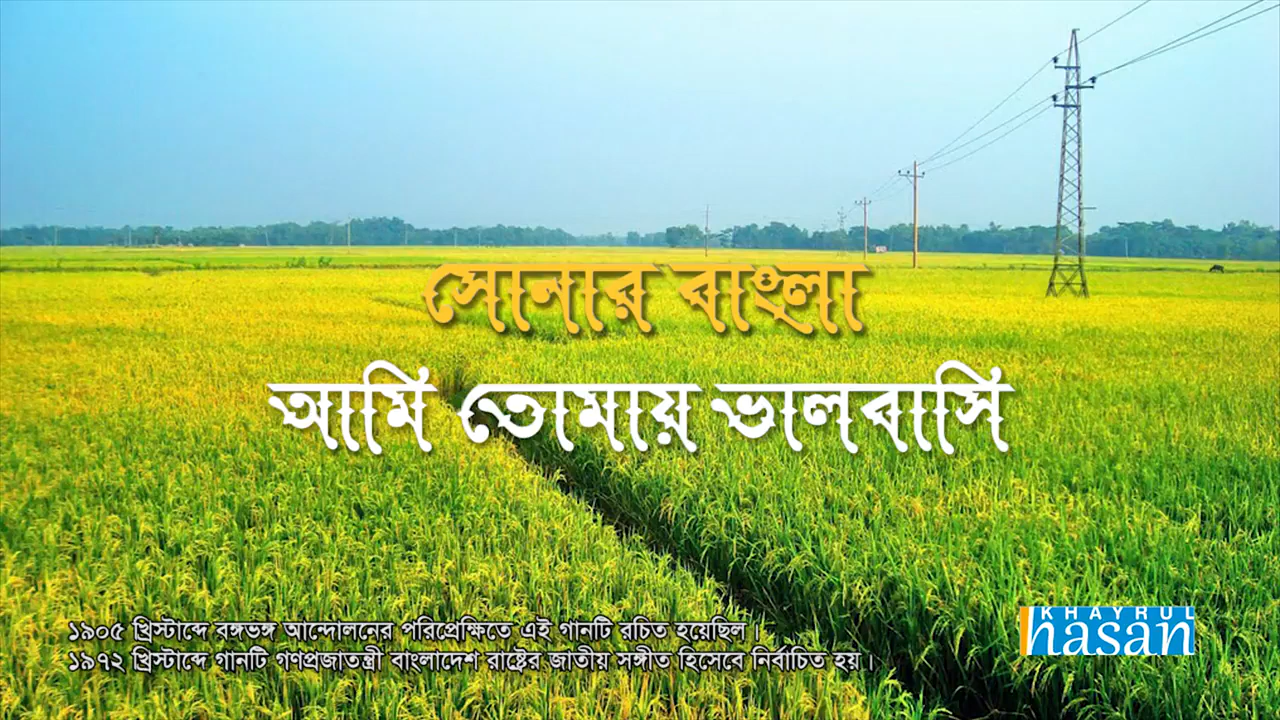 সোনার বাংলা
আমি তোমায় ভালবাসি
১৯০৫ খ্রিস্টাব্দে বঙ্গভঙ্গ আন্দোলনের পরিপ্রেক্ষিতে এই গানটি রচিত হয়েছিল।
১৯৭২ খ্রিস্টাব্দে গানটি গণপ্রজাতন্ত্রী বাংলাদেশ রাষ্ট্রের জাতীয় সঙ্গীত হিসেবে নির্বাচিত হয়।
KHAYRUL
hasan